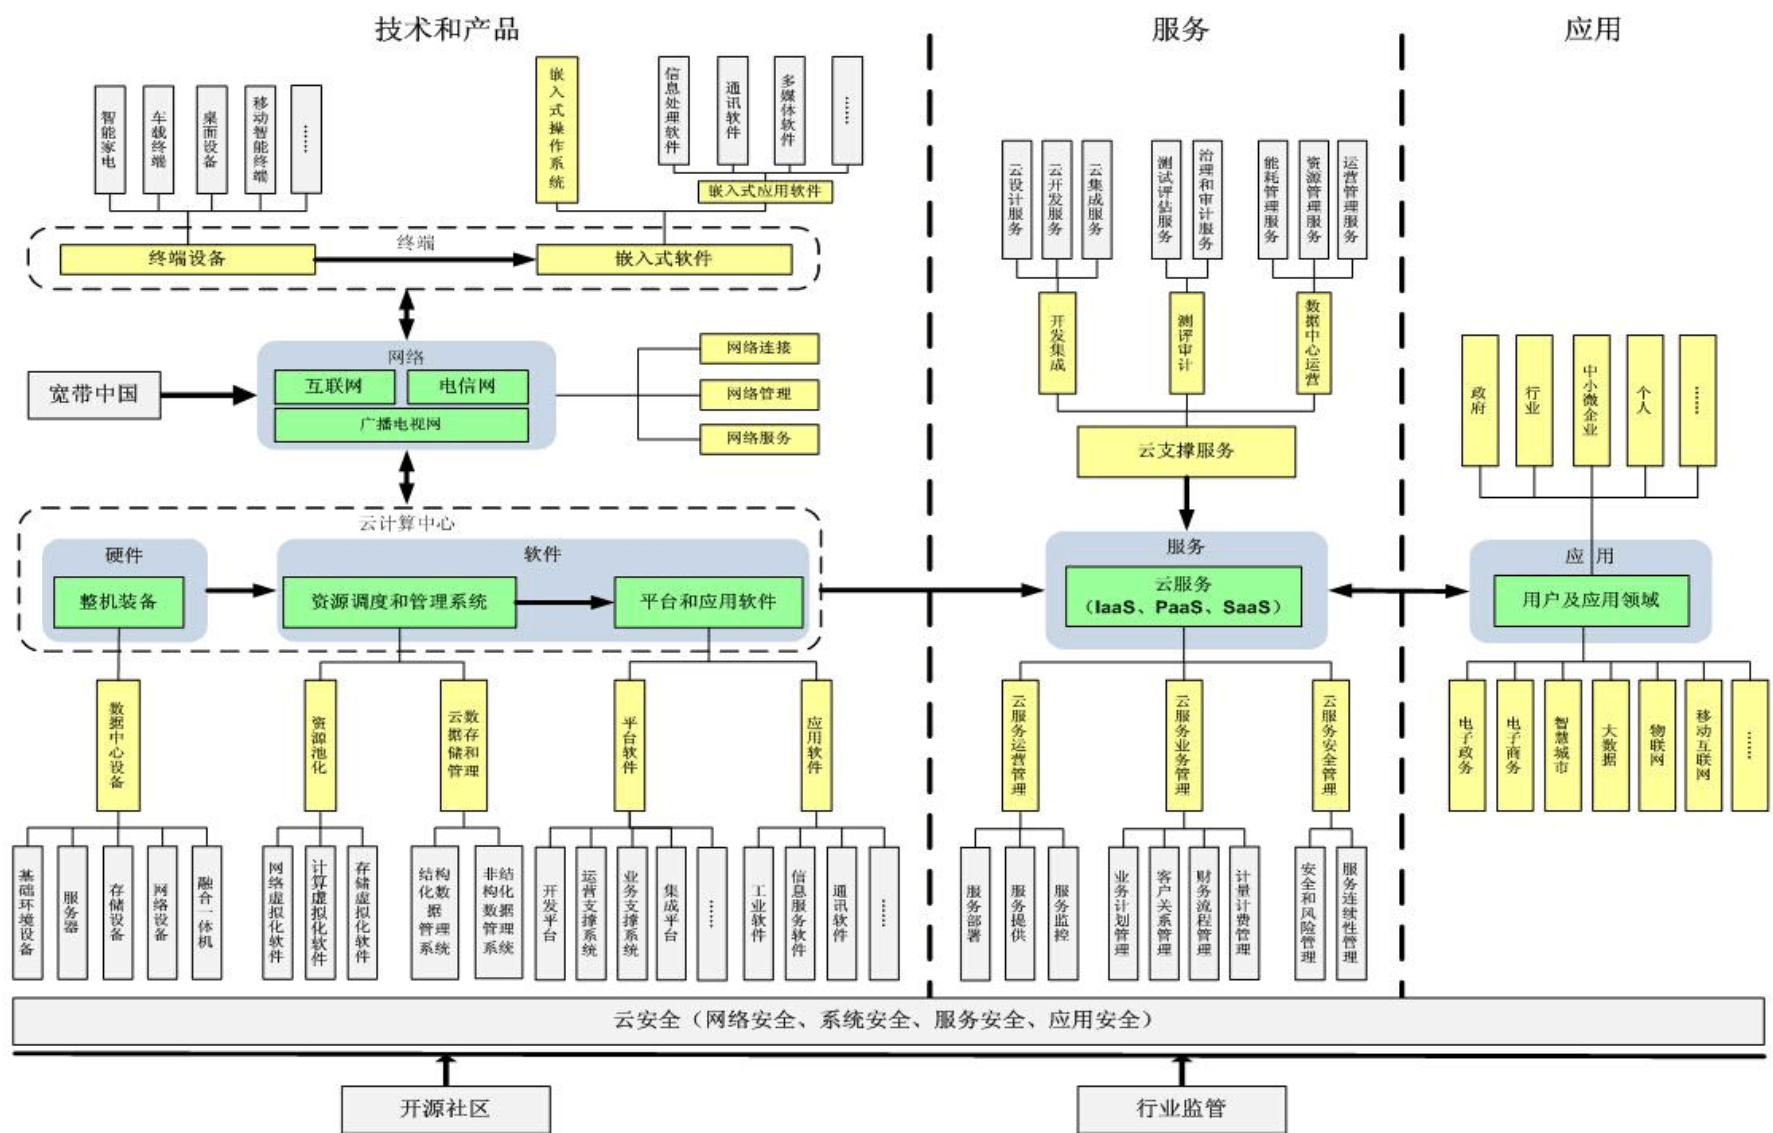 技术和产品
服务
应用
智能家电
车载终端
桌面设备
移动智能终端
……
嵌入式操作系统
信息处理软件
通讯软件
多媒体软件
……
嵌入式应用软件
终端
终端设备
嵌入式软件
宽带中国
网络
互联网
电信网
广播电视网
网络连接
网络管理
网络服务
云计算中心
硬件
整机装备
软件
资源调度和管理系统
平台和应用软件
数据中心设备
资源池化
云数
据存
储和
管理
平台软件
应用软件
基础环境设备
服务器
存储设备
网络设备
融合一体机
网络虚拟化软件
计算虚拟化软件
存储虚拟化软件
结构
化数
据
管理
系统
非结
构化
数据
管理
系统
开发平台
运营支撑系统
业务支撑系统
集成平台
……
工业软件
信息服务软件
通讯软件
……
云设计服务
云开发服务
云集成服务
测试评估服务
治理和审计服务
能耗管理服务
资源管理服务
运营管理服务
开发集成
测评审计
数据中心运营
云支撑服务
服务
云服务
（IaaS、PaaS、SaaS）
云服务运营管理
云服务业务管理
云服务安全管理
服务部署
服务提供
服务监控
业务计划管理
客户关系管理
财务流程管理
计量计费管理
安全和风险管理
服务连续性管理
政府
行业
中小微企业
个人
……
应用
用户及应用领域
电子政务
电子商务
智慧城市
大数据
物联网
移动互联网
……
云安全（网络安全、系统安全、服务安全、应用安全）
开源社区
行业监管